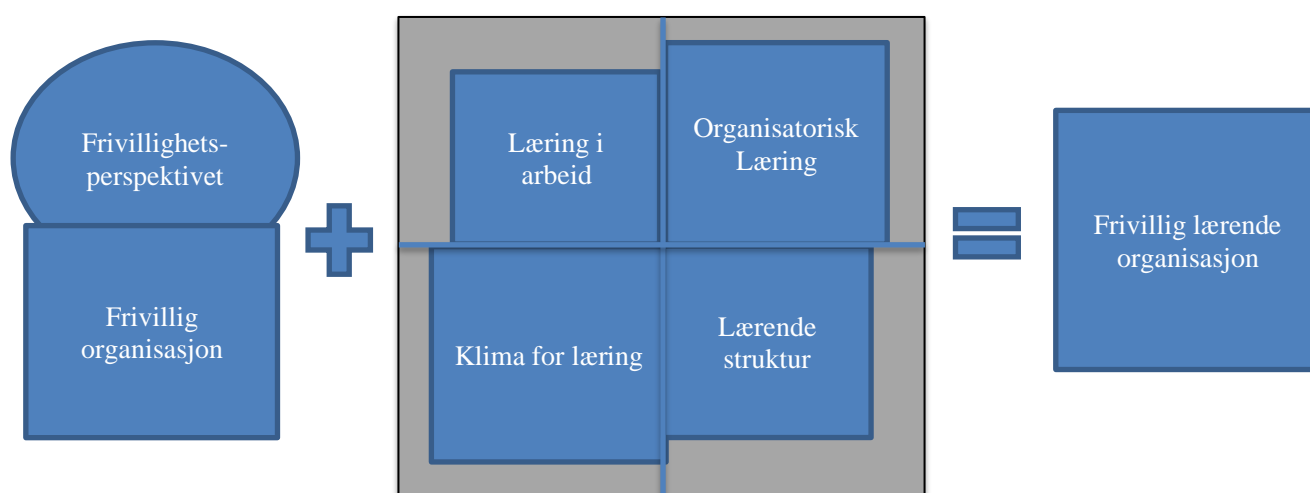 Frivillighets-
perspektivet
Frivillig
organisasjon
Læring i
arbeid
Organisatorisk
Læring
Klima for læring
Lærende
struktur
Frivillig lærende
organisasjon